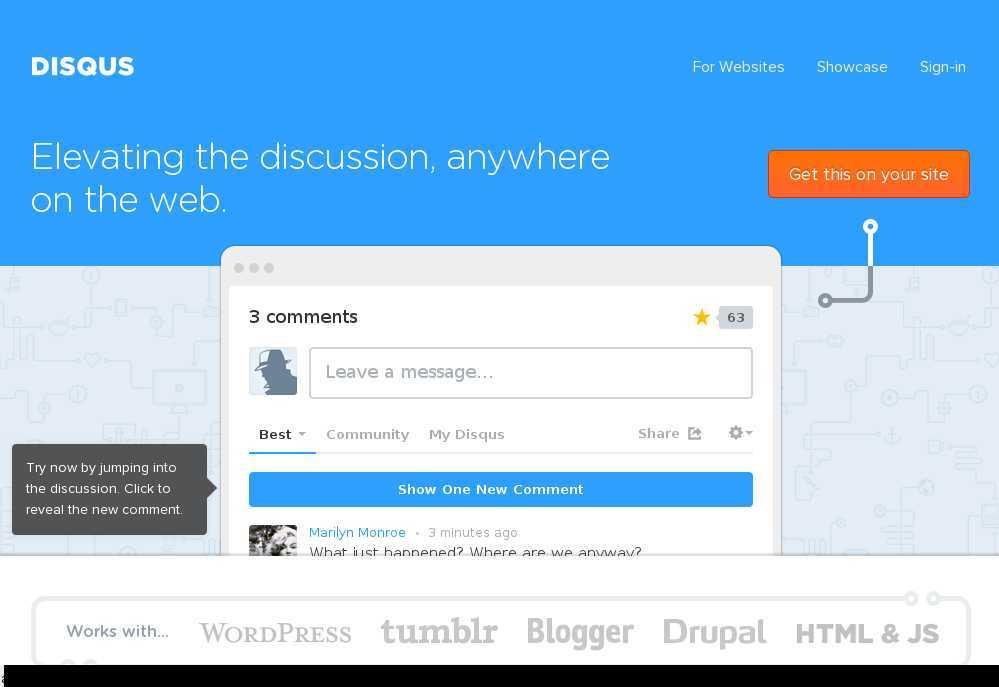 DISQUS
For Websites
Showcase
Sign-in
Elevating the discussion, anywhere
on the web.
Get this on your site
3 comments
63
Leave a message...
Best
Community
My Disqus
Share
Try now by jumping into
the discussion. Click to
reveal the new comment.
Show One New Comment
Marilyn Monroe • 3 minutes ago
What just happened? Where are we anyway?
Works with...
WORDPRESS
tumblr
Blogger
Drupal
HTML & JS